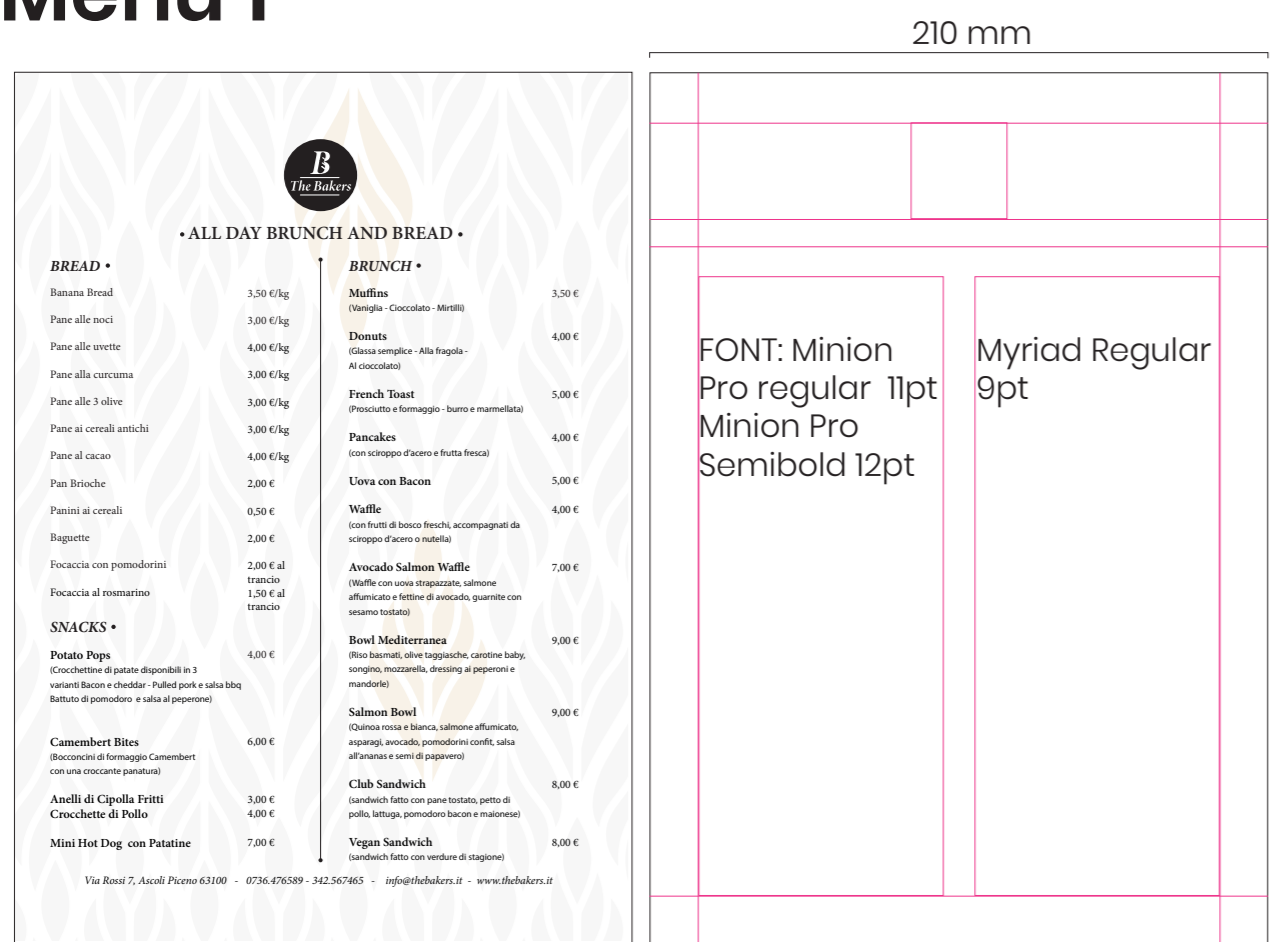 Menu 1
210 mm
B
The Bakers
• ALL DAY BRUNCH AND BREAD •
BREAD •
Banana Bread 3,50 €/kg
Pane alle noci 3,00 €/kg
Pane alle uvette 4,00 €/kg
Pane alla curcuma 3,00 €/kg
Pane alle 3 olive 3,00 €/kg
Pane ai cereali antichi 3,00 €/kg
Pane al cacao 4,00 €/kg
Pan Brioche 2,00 €
Panini ai cereali 0,50 €
Baguette 2,00 €
Focaccia con pomodorini 2,00 € al
trancio
Focaccia al rosmarino 1,50 € al
trancio
SNACKS •
Potato Pops 4,00 €
(Crocchettine di patate disponibili in 3
varianti Bacon e cheddar - Pulled pork e salsa bbq
Battuto di pomodoro e salsa al peperone)
Camembert Bites 6,00 €
(Bocconcini di formaggio Camembert
con una croccante panatura)
Anelli di Cipolla Fritti 3,00 €
Crocchette di Pollo 4,00 €
Mini Hot Dog con Patatine 7,00 €
BRUNCH •
Muffins 3,50 €
(Vaniglia - Cioccolato - Mirtilli)
Donuts 4,00 €
(Glassa semplice - Alla fragola -
Al cioccolato)
French Toast 5,00 €
(Prosciutto e formaggio - burro e marmellata)
Pancakes 4,00 €
(con sciroppo d'acero e frutta fresca)
Uova con Bacon 5,00 €
Waffle 4,00 €
(con frutti di bosco freschi, accompagnati da
sciroppo d'acero o nutella)
Avocado Salmon Waffle 7,00 €
(Waffle con uova strapazzate, salmone
affumicato e fettine di avocado, guarnite con
sesamo tostato)
Bowl Mediterranea 9,00 €
(Riso basmati, olive taggiasche, carotine baby,
songino, mozzarella, dressing ai peperoni e
mandorle)
Salmon Bowl 9,00 €
(Quinoa rossa e bianca, salmone affumicato,
asparagi, avocado, pomodorini confit, salsa
all'ananas e semi di papavero)
Club Sandwich 8,00 €
(sandwich fatto con pane tostato, petto di
pollo, lattuga, pomodoro bacon e maionese)
Vegan Sandwich 8,00 €
(sandwich fatto con verdure di stagione)
Via Rossi 7, Ascoli Piceno 63100 - 0736.476589 - 342.567465 - info@thebakers.it - www.thebakers.it
FONT: Minion
Pro regular 11pt
Minion Pro
Semibold 12pt
Myriad Regular
9pt